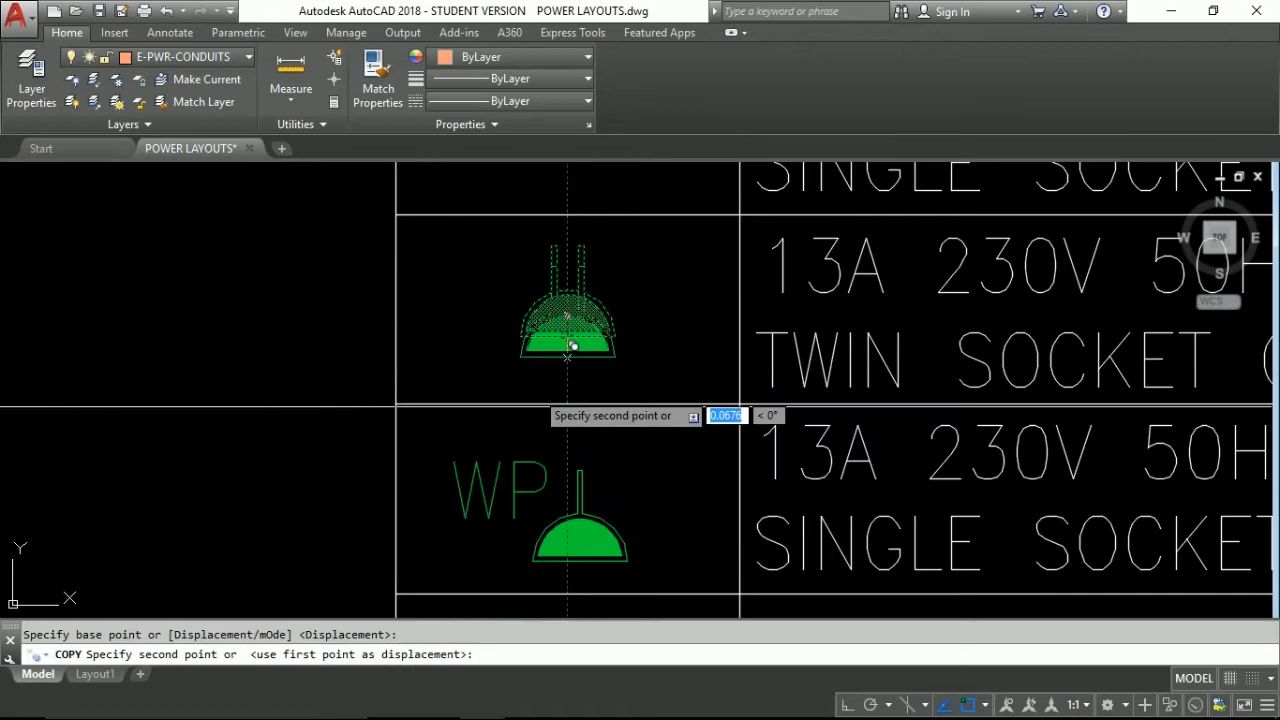 Autodesk AutoCAD 2018 - STUDENT VERSION POWER LAYOUTS.dwg
Type a keyword or phrase
Sign In
Home Insert Annotate Parametric View Manage Output Add-ins A360 Express Tools Featured Apps
E-PWR-CONDUITS
Make Current
Match Layer
Layer
Properties
Layers
Measure
Utilities
Match
Properties
ByLayer
ByLayer
ByLayer
Properties
Start
POWER LAYOUTS*
SINGLE SOCKET
N
W TOP E
S
WCS
13A 230V 50H
TWIN SOCKET
Specify second point or 0.0676 < 0°
WP
13A 230V 50H
SINGLE SOCKET
Y
X
Specify base point or [Displacement/mOde] <Displacement>:
COPY Specify second point or <use first point as displacement>:
Model Layout1
MODEL
1:1